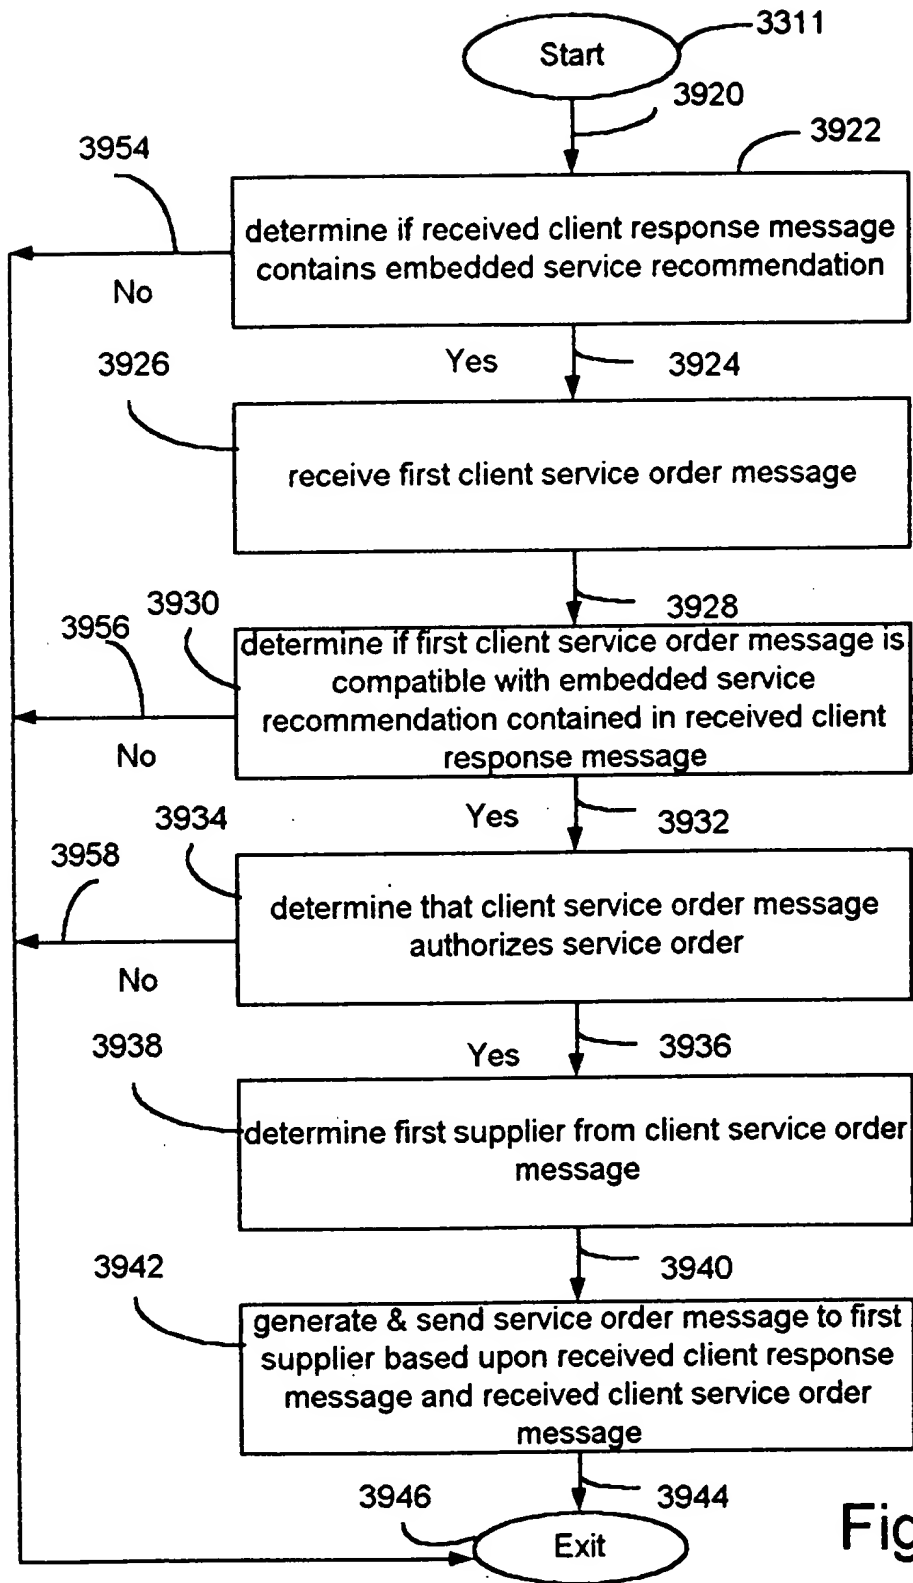 Start
3311
3920
3954
3922
determine if received client response message
contains embedded service recommendation
No
3926
Yes
3924
receive first client service order message
3930
3928
3956
determine if first client service order message is
compatible with embedded service
recommendation contained in received client
response message
No
3934
Yes
3932
3958
determine that client service order message
authorizes service order
No
3938
Yes
3936
determine first supplier from client service order
message
3942
3940
generate & send service order message to first
supplier based upon received client response
message and received client service order
message
3946
3944
Exit
Fig